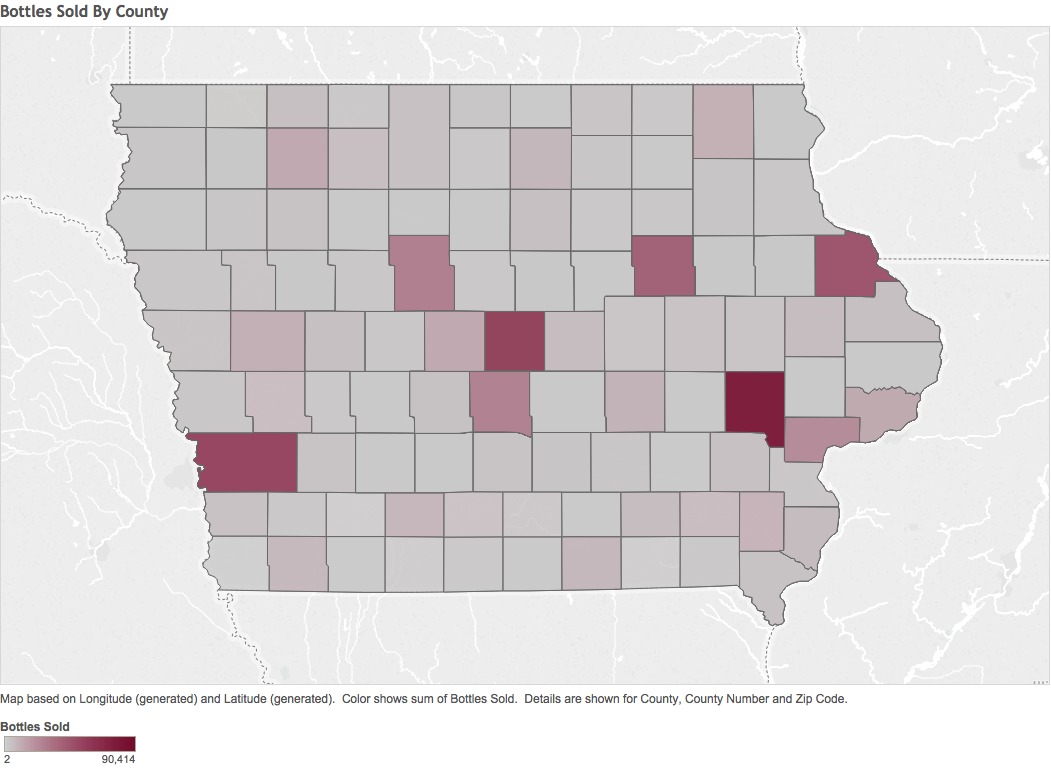 Bottles Sold By County
Map based on Longitude (generated) and Latitude (generated).  Color shows sum of Bottles Sold.  Details are shown for County, County Number and Zip Code.
Bottles Sold
2
90,414